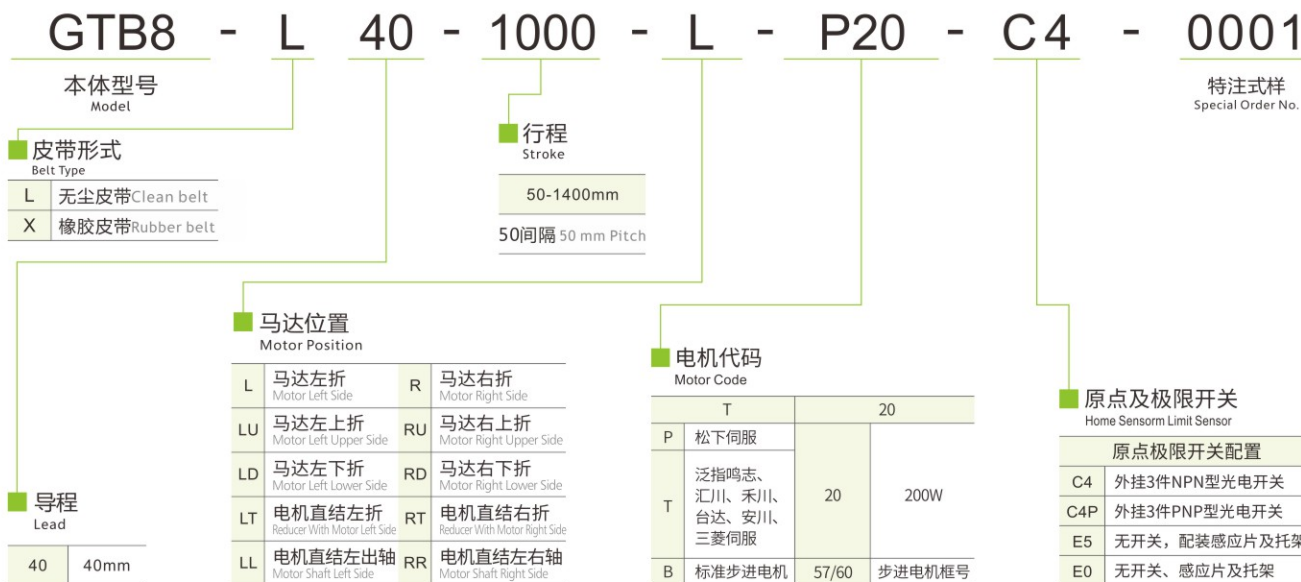 GTB8 - L 40 - 1000 - L - P20 - C4 - 0001
本体型号
Model
特注式样
Special Order No.
皮带形式
Belt Type
L 无尘皮带Clean belt
X 橡胶皮带Rubber belt
行程
Stroke
50-1400mm
50间隔 50 mm Pitch
导程
Lead
40 40mm
马达位置
Motor Position
L 马达左折 R 马达右折
Motor Left Side Motor Right Side
LU 马达左上折 RU 马达右上折
Motor Left Upper Side Motor Right Upper Side
LD 马达左下折 RD 马达右下折
Motor Left Lower Side Motor Right Lower Side
LT 电机直结左折 RT 电机直结右折
Reducer With Motor Left Side Reducer With Motor Right Side
LL 电机直结左出轴 RR 电机直结左右轴
Motor Shaft Left Side Motor Shaft Right Side
电机代码
Motor Code
T 20
P 松下伺服
T 泛指鸣志、
汇川、禾川、
台达、安川、
三菱伺服
20 200W
B 标准步进电机 57/60 步进电机框号
原点及极限开关
Home Sensorm Limit Sensor
原点极限开关配置
C4 外挂3件NPN型光电开关
C4P 外挂3件PNP型光电开关
E5 无开关，配装感应片及托架
E0 无开关、感应片及托架